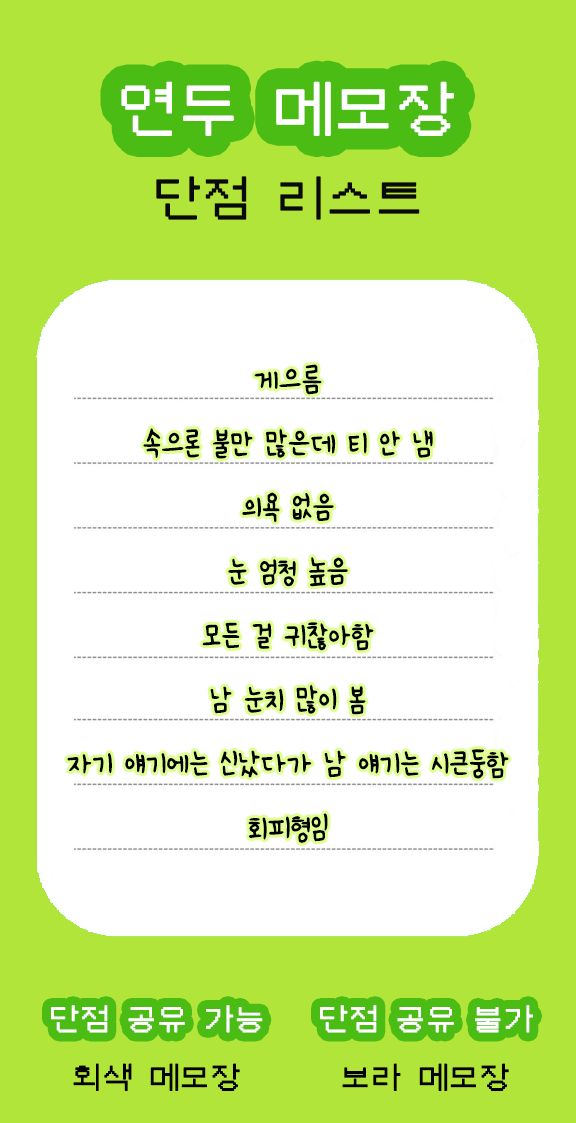 연두 메모장
단점 리스트
게으름
속으론 불만 많은데 티 안 냄
의욕 없음
눈 엄청 높음
모든 걸 귀찮아함
남 눈치 많이 봄
자기 얘기에는 신났다가 남 얘기는 시큰둥함
회피형임
단점 공유 가능 단점 공유 불가
회색 메모장 보라 메모장